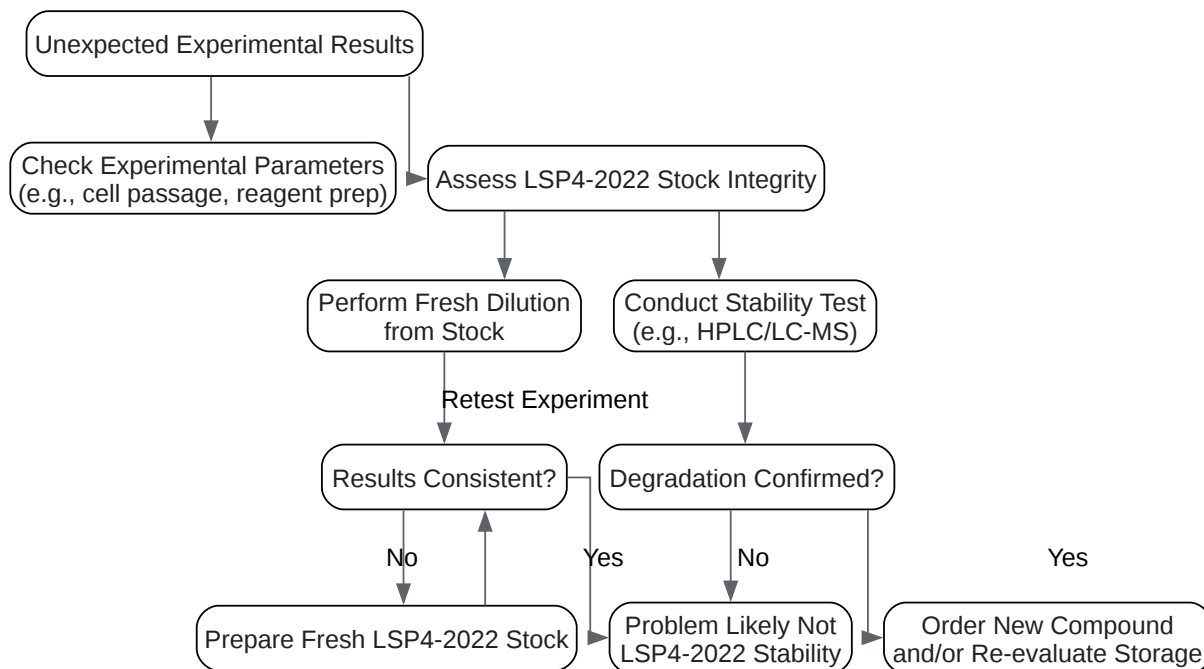 Unexpected Experimental Results
Check Experimental Parameters
(e.g., cell passage, reagent prep)
Assess LSP4-2022 Stock Integrity
Perform Fresh Dilution
from Stock
Conduct Stability Test
(e.g., HPLC/LC-MS)
Retest Experiment
Results Consistent?
Degradation Confirmed?
No
Yes
No
Yes
Prepare Fresh LSP4-2022 Stock
Problem Likely Not
LSP4-2022 Stability
Order New Compound
and/or Re-evaluate Storage